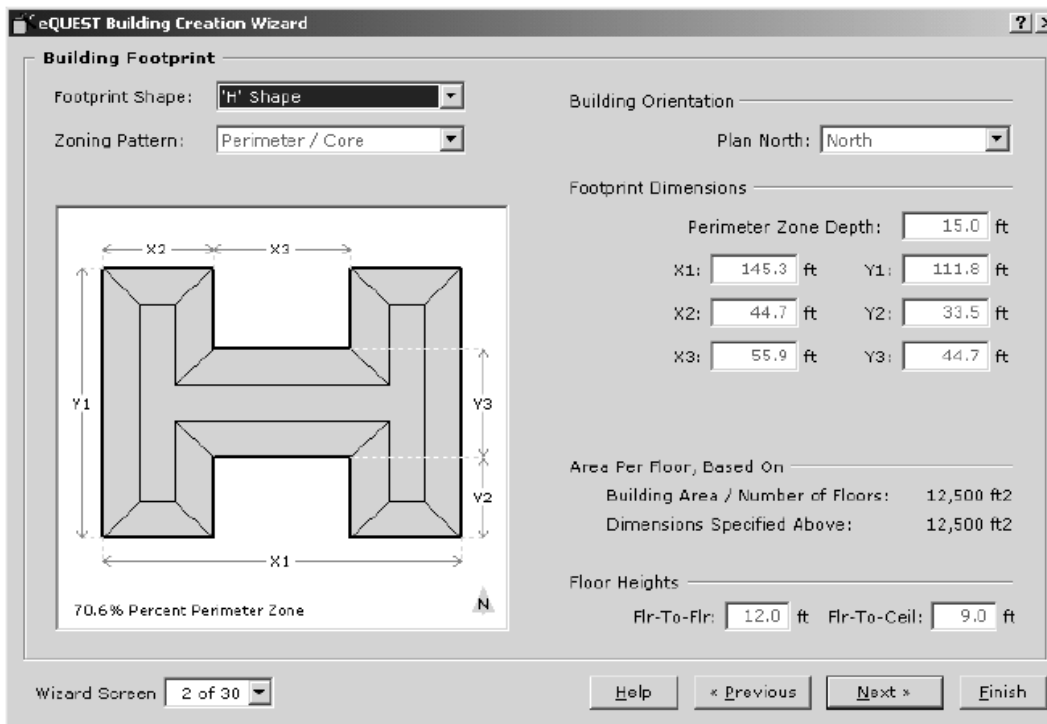 eQUEST Building Creation Wizard
Building Footprint
Footprint Shape: 'H' Shape
Zoning Pattern: Perimeter / Core
X2 X3
Y1 Y3
Y2
X1
70.6% Percent Perimeter Zone
N
Building Orientation
Plan North: North
Footprint Dimensions
Perimeter Zone Depth: 15.0 ft
X1: 145.3 ft Y1: 111.8 ft
X2: 44.7 ft Y2: 33.5 ft
X3: 55.9 ft Y3: 44.7 ft
Area Per Floor, Based On
Building Area / Number of Floors: 12,500 ft2
Dimensions Specified Above: 12,500 ft2
Floor Heights
Flr-To-Flr: 12.0 ft Flr-To-Ceil: 9.0 ft
Wizard Screen 2 of 30
Help « Previous Next » Finish